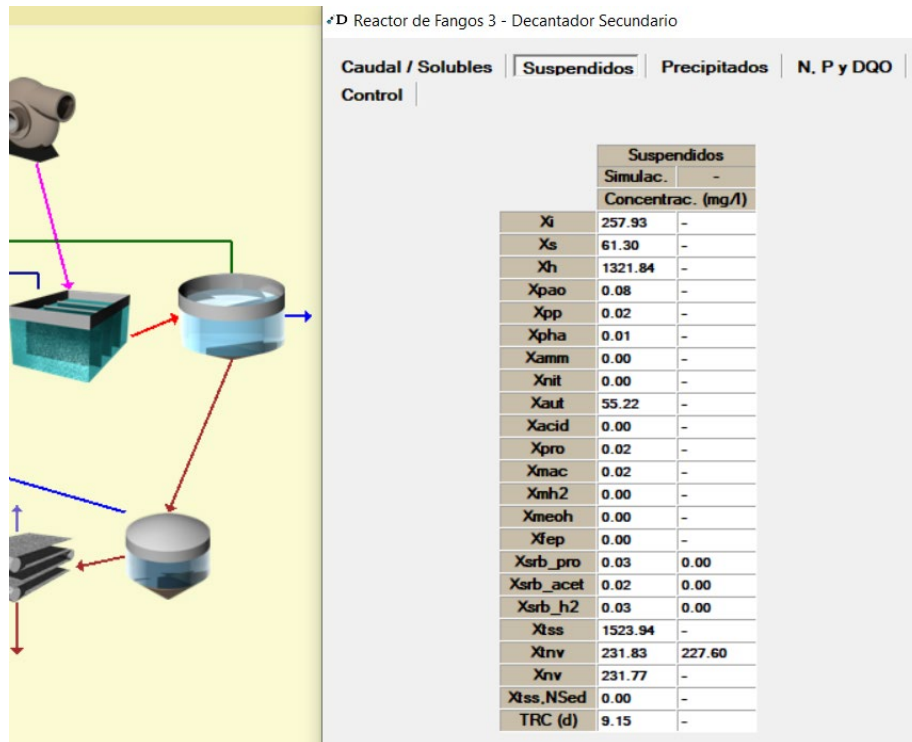 D Reactor de Fangos 3 - Decantador Secundario
Caudal / Solubles Suspendidos Precipitados N, P y DQO
Control
Suspendidos
Simulac. -
Concentrac. (mg/l)
Xi 257.93 -
Xs 61.30 -
Xh 1321.84 -
Xpao 0.08 -
Xpp 0.02 -
Xpha 0.01 -
Xamm 0.00 -
Xnit 0.00 -
Xaut 55.22 -
Xacid 0.00 -
Xpro 0.02 -
Xmac 0.02 -
Xmh2 0.00 -
Xmeoh 0.00 -
Xfep 0.00 -
Xsrb_pro 0.03 0.00
Xsrb_acet 0.02 0.00
Xsrb_h2 0.03 0.00
Xtss 1523.94 -
Xtnv 231.83 227.60
Xnv 231.77 -
Xtss,NSed 0.00 -
TRC (d) 9.15 -